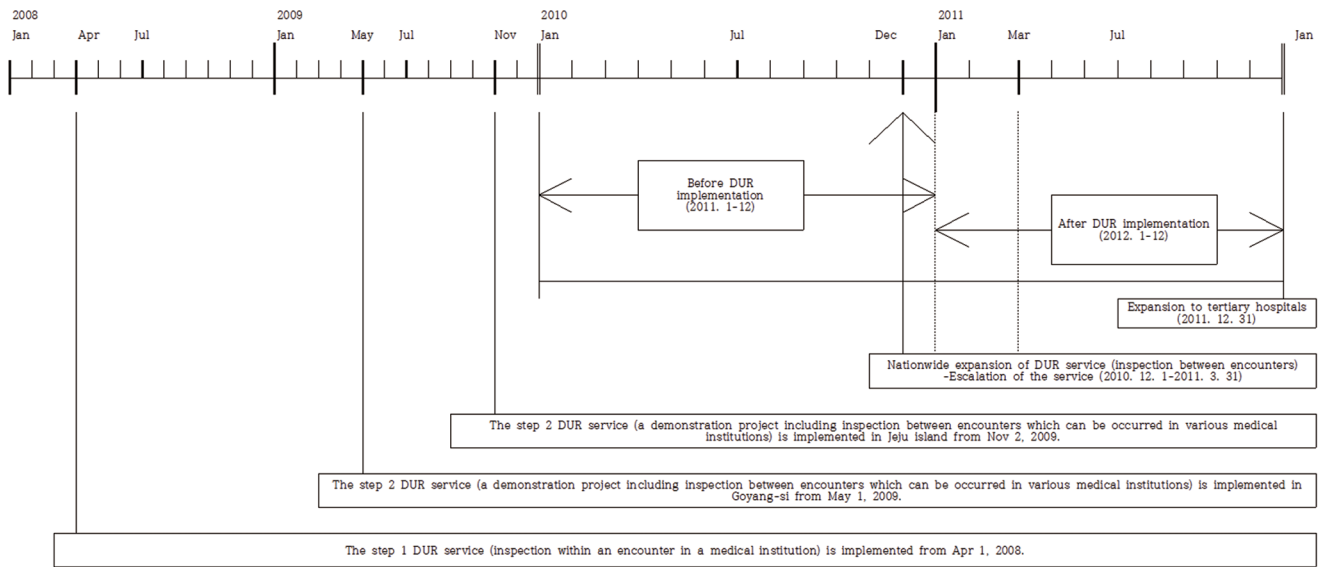 2008 2009 2010 2011
Jan Apr Jul Jan May Jul Nov Jan Jul Dec Jan Mar Jul Jan
Before DUR
implementation
(2011. 1-12)
After DUR implementation
(2012. 1-12)
Expansion to tertiary hospitals
(2011. 12. 31)
Nationwide expansion of DUR service (inspection between encounters)
-Escalation of the service (2010. 12. 1-2011. 3. 31)
The step 2 DUR service (a demonstration project including inspection between encounters which can be occurred in various medical
institutions) is implemented in Jeju island from Nov 2, 2009.
The step 2 DUR service (a demonstration project including inspection between encounters which can be occurred in various medical institutions) is implemented in
Goyang-si from May 1, 2009.
The step 1 DUR service (inspection within an encounter in a medical institution) is implemented from Apr 1, 2008.